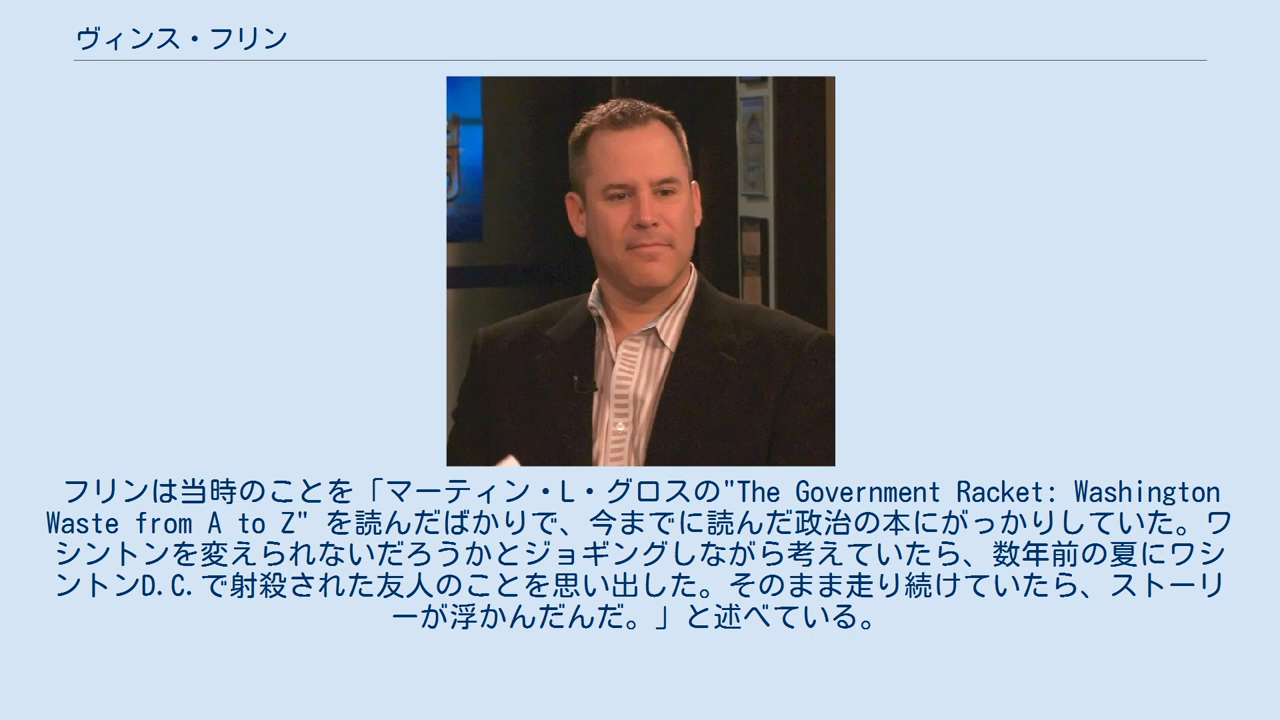 ヴィンス・フリン
フリンは当時のことを「マーティン・L・グロスの"The Government Racket: Washington
Waste from A to Z" を読んだばかりで、今までに読んだ政治の本にがっかりしていた。ワ
シントンを変えられないだろうかとジョギングしながら考えていたら、数年前の夏にワシ
ントンD.C.で射殺された友人のことを思い出した。そのまま走り続けていたら、ストーリ
ーが浮かんだんだ。」と述べている。